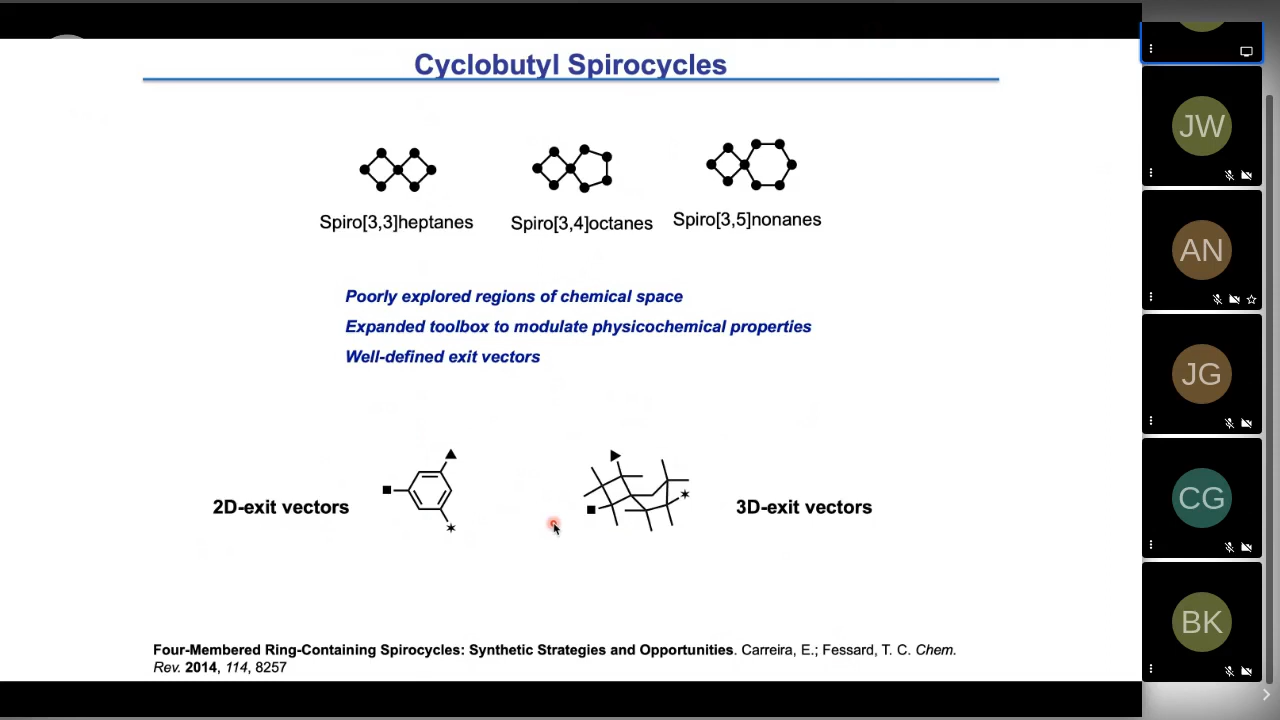 Cyclobutyl Spirocycles
Spiro[3,3]heptanes
Spiro[3,4]octanes
Spiro[3,5]nonanes
Poorly explored regions of chemical space
Expanded toolbox to modulate physicochemical properties
Well-defined exit vectors
2D-exit vectors
3D-exit vectors
Four-Membered Ring-Containing Spirocycles: Synthetic Strategies and Opportunities. Carreira, E.; Fessard, T. C. Chem.
Rev. 2014, 114, 8257
JW
AN
JG
CG
BK